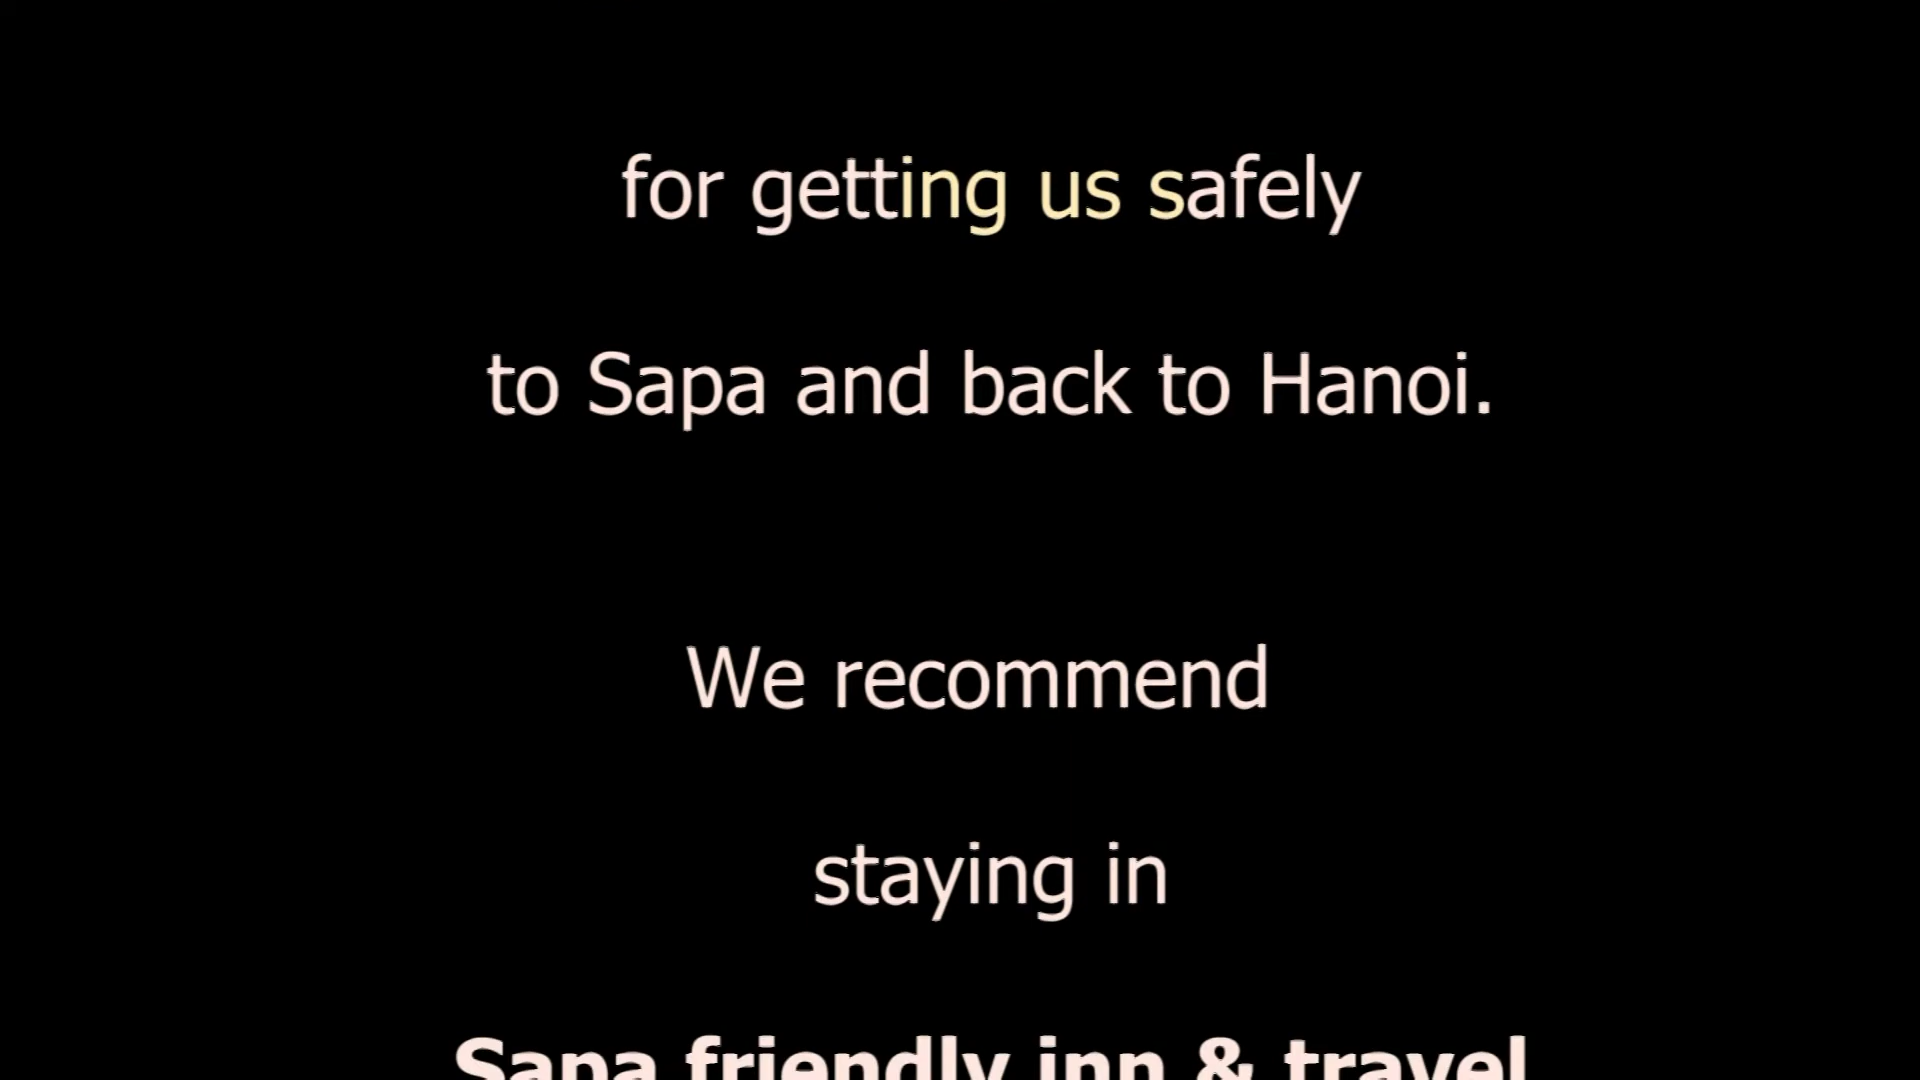 for getting us safely
to Sapa and back to Hanoi.
We recommend
staying in
Sapa friendly inn & travel